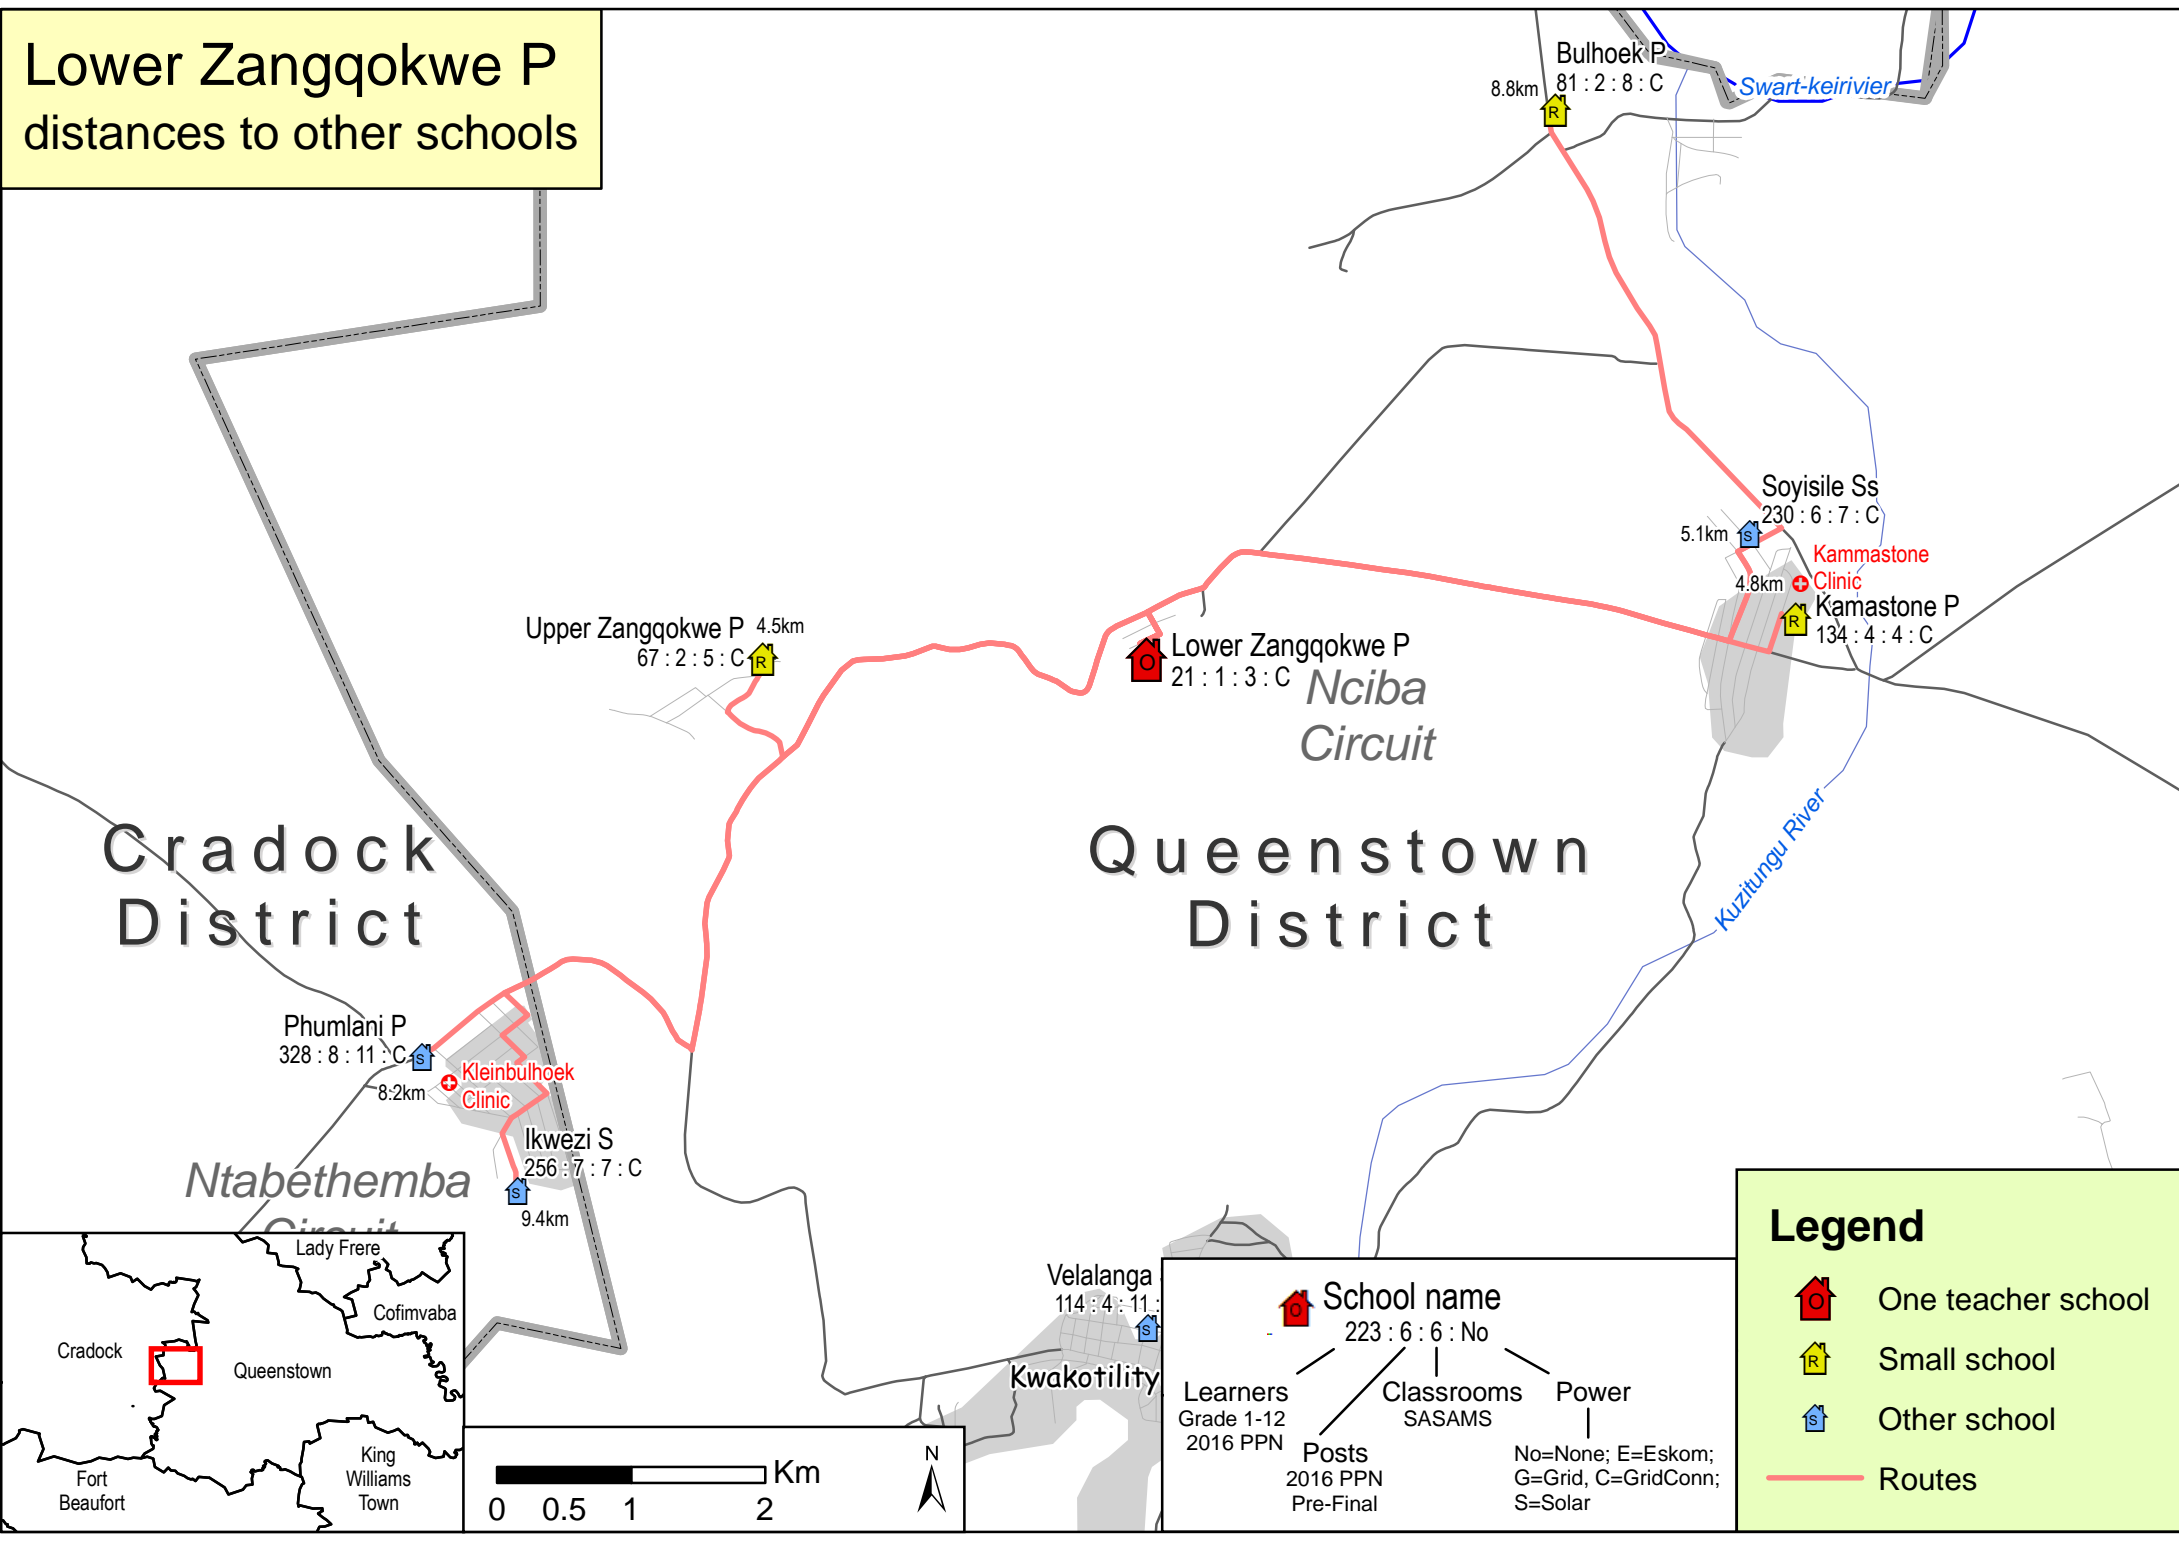 Lower Zangqokwe P
distances to other schools
Bulhoek P
81 : 2 : 8 : C
8.8km
Swart-keirivier
Soyisile Ss
230 : 6 : 7 : C
5.1km
Kammastone
Clinic
4.8km
Kamastone P
134 : 4 : 4 : C
Upper Zangqokwe P
4.5km
67 : 2 : 5 : C
Lower Zangqokwe P
21 : 1 : 3 : C
Nciba
Circuit
Cradock
District
Queenstown
District
Kuzitungu River
Phumlani P
328 : 8 : 11 : C
8.2km
Kleinbulhoek
Clinic
Ikwezi S
256 : 7 : 7 : C
9.4km
Ntabethemba
Circuit
Velalanga
114 : 4 : 11 :
Kwakotility
Lady Frere
Cofimvaba
Cradock
Queenstown
King
Williams
Town
Fort
Beaufort
Km
0 0.5 1 2
N
School name
223 : 6 : 6 : No
Learners
Grade 1-12
2016 PPN
Posts
2016 PPN
Pre-Final
Classrooms
SASAMS
Power
No=None; E=Eskom;
G=Grid, C=GridConn;
S=Solar
Legend
O One teacher school
R Small school
S Other school
Routes